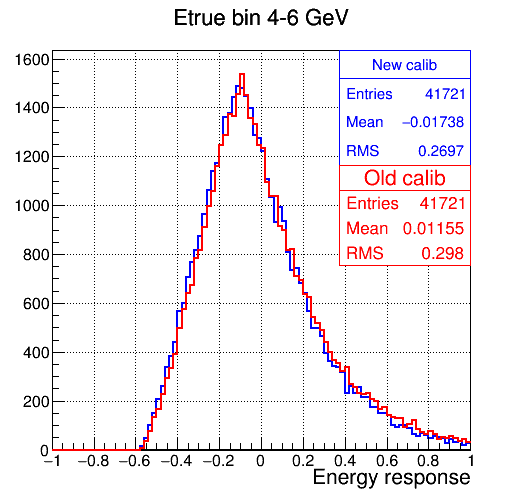 Etrue bin 4-6 GeV
New calib
Entries 41721
Mean −0.01738
RMS 0.2697
Old calib
Entries 41721
Mean 0.01155
RMS 0.298
1600
1400
1200
1000
800
600
400
200
0
−1 −0.8 −0.6 −0.4 −0.2 0 0.2 0.4 0.6 0.8 1
Energy response